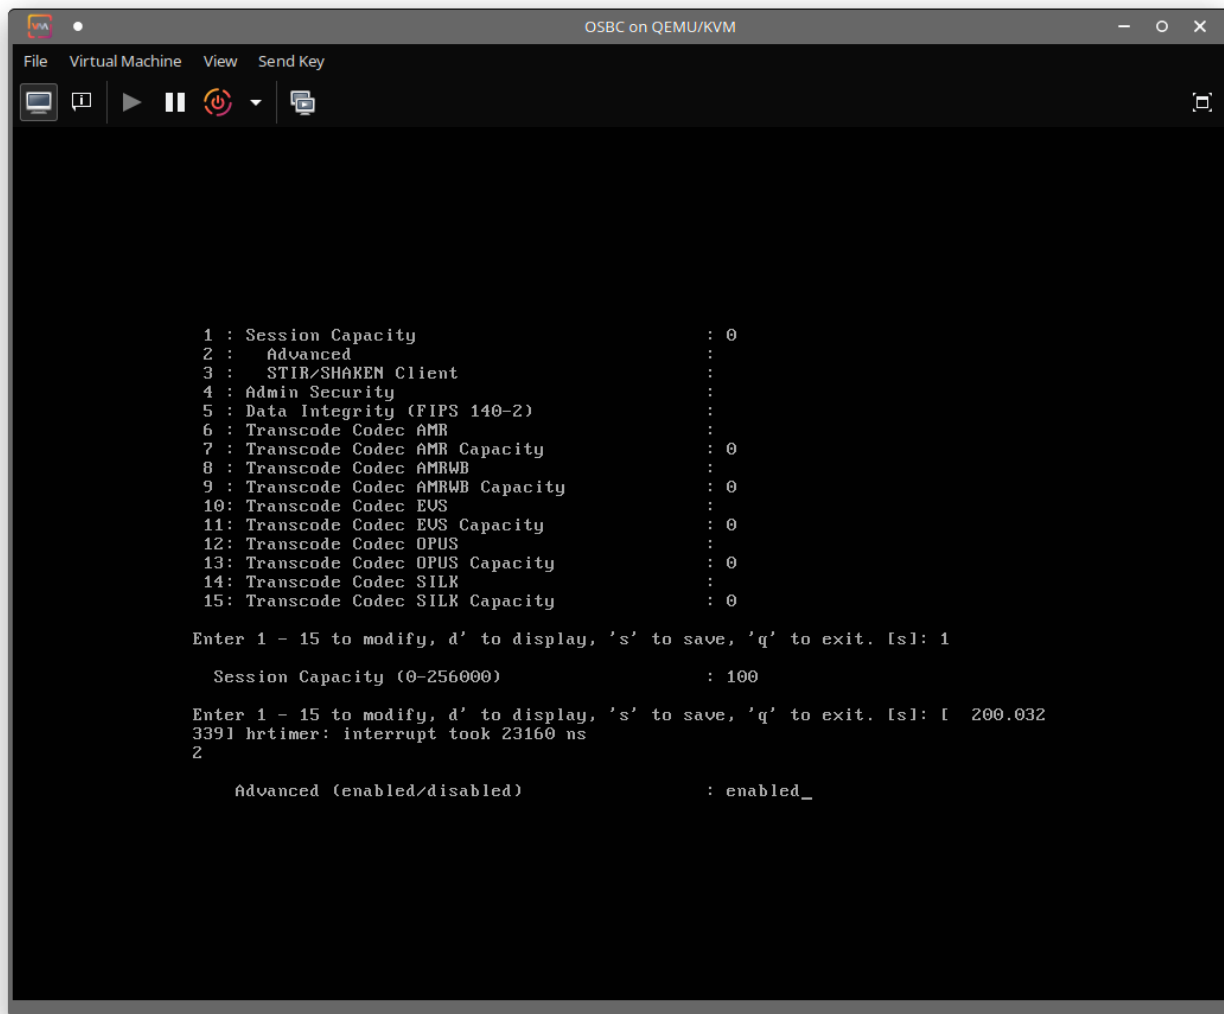 OSBC on QEMU/KVM
File Virtual Machine View Send Key
1 : Session Capacity : 0
2 : Advanced :
3 : STIR/SHAKEN Client :
4 : Admin Security :
5 : Data Integrity (FIPS 140-2) :
6 : Transcode Codec AMR :
7 : Transcode Codec AMR Capacity : 0
8 : Transcode Codec AMRWB :
9 : Transcode Codec AMRWB Capacity : 0
10: Transcode Codec EVS :
11: Transcode Codec EVS Capacity : 0
12: Transcode Codec OPUS :
13: Transcode Codec OPUS Capacity : 0
14: Transcode Codec SILK :
15: Transcode Codec SILK Capacity : 0
Enter 1 - 15 to modify, d' to display, 's' to save, 'q' to exit. [s]: 1
Session Capacity (0-256000) : 100
Enter 1 - 15 to modify, d' to display, 's' to save, 'q' to exit. [s]: [  200.032
339] hrtimer: interrupt took 23160 ns
2
Advanced (enabled/disabled) : enabled_